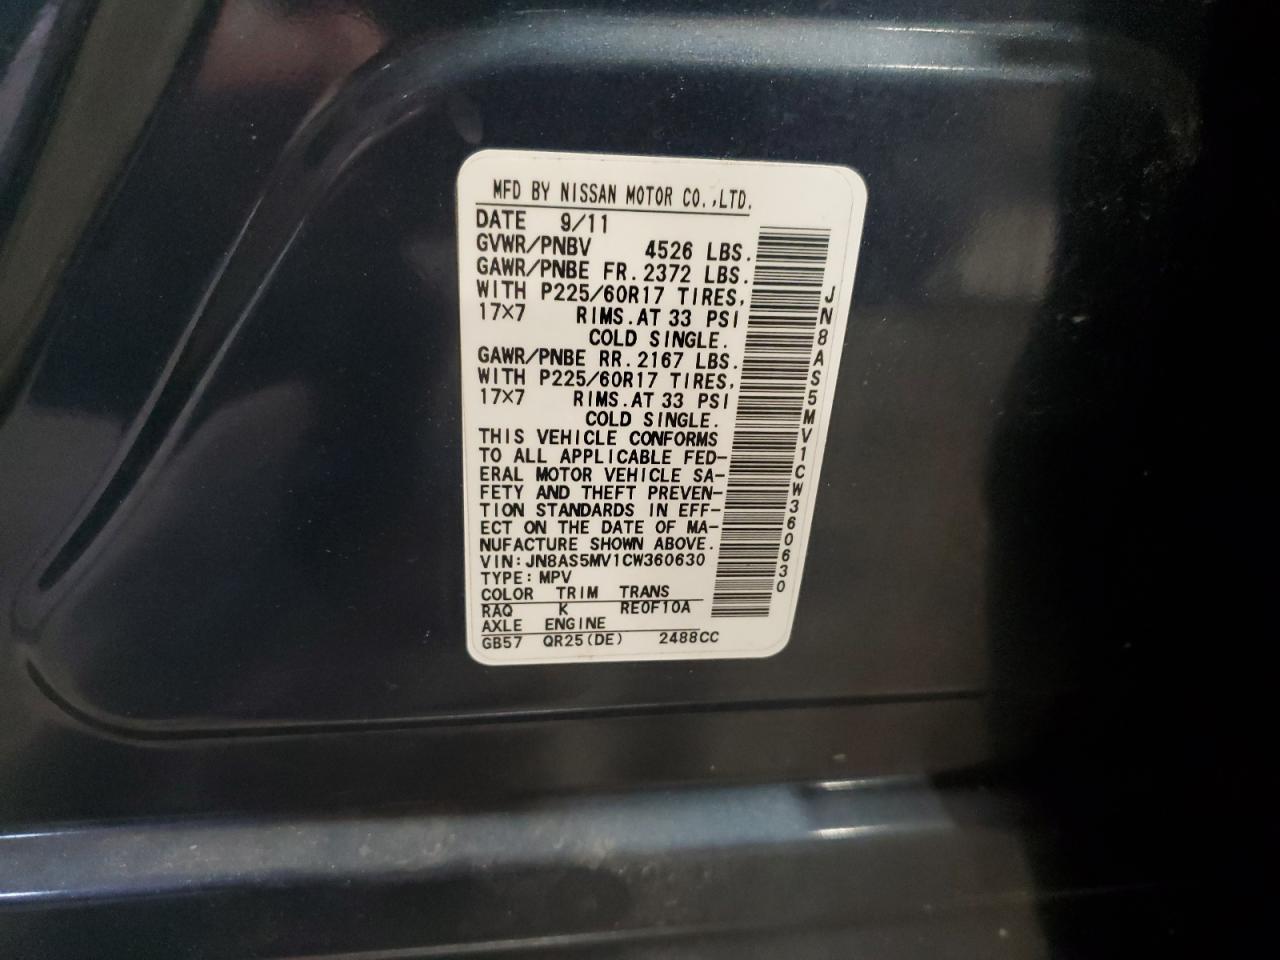 MFD BY NISSAN MOTOR CO.,LTD.
DATE 9/11
GVWR/PNBV 4526 LBS.
GAWR/PNBE FR. 2372 LBS.
WITH P225/60R17 TIRES,
17X7 RIMS.AT 33 PSI
COLD SINGLE.
GAWR/PNBE RR. 2167 LBS.
WITH P225/60R17 TIRES,
17X7 RIMS.AT 33 PSI
COLD SINGLE.
THIS VEHICLE CONFORMS
TO ALL APPLICABLE FED-
ERAL MOTOR VEHICLE SA-
FETY AND THEFT PREVEN-
TION STANDARDS IN EFF-
ECT ON THE DATE OF MA-
NUFACTURE SHOWN ABOVE.
VIN: JN8AS5MV1CW360630
TYPE: MPV
COLOR TRIM TRANS
RAQ K RE0F10A
AXLE ENGINE
GB57 QR25(DE) 2488CC
JN8AS5MV1CW360630